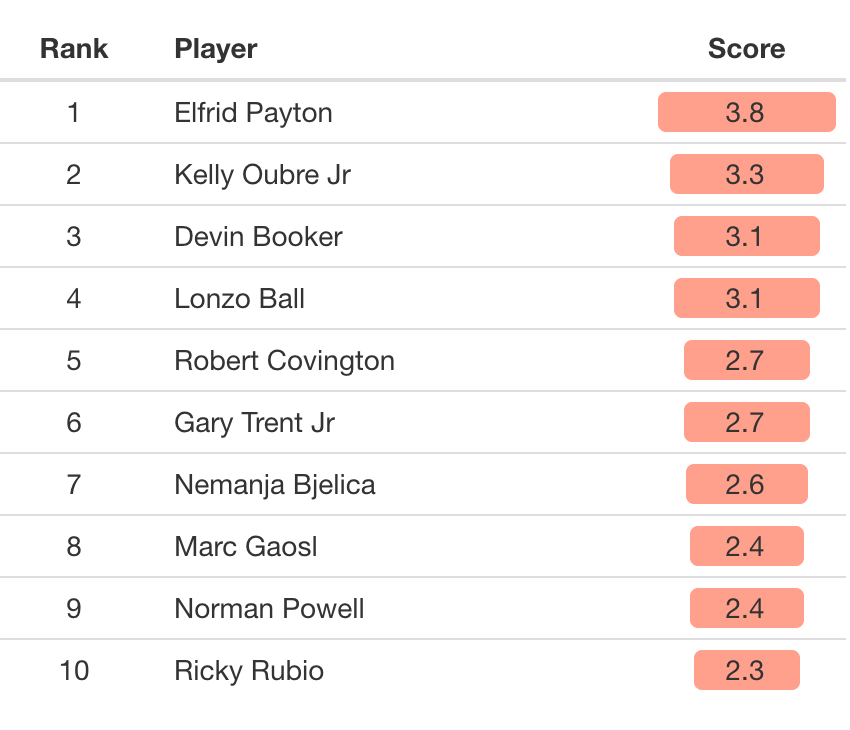 Rank Player Score
1 Elfrid Payton 3.8
2 Kelly Oubre Jr 3.3
3 Devin Booker 3.1
4 Lonzo Ball 3.1
5 Robert Covington 2.7
6 Gary Trent Jr 2.7
7 Nemanja Bjelica 2.6
8 Marc Gaosl 2.4
9 Norman Powell 2.4
10 Ricky Rubio 2.3